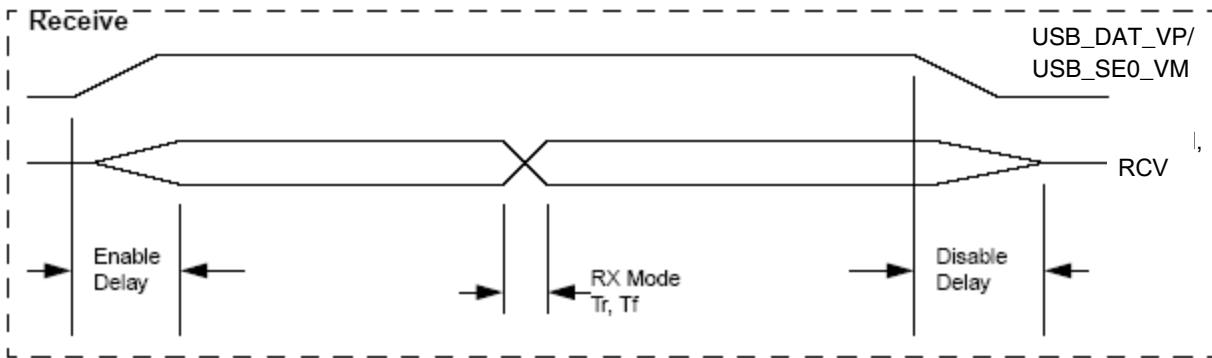 Receive
USB_DAT_VP/
USB_SE0_VM
RCV
Enable
Delay
RX Mode
Tr, Tf
Disable
Delay